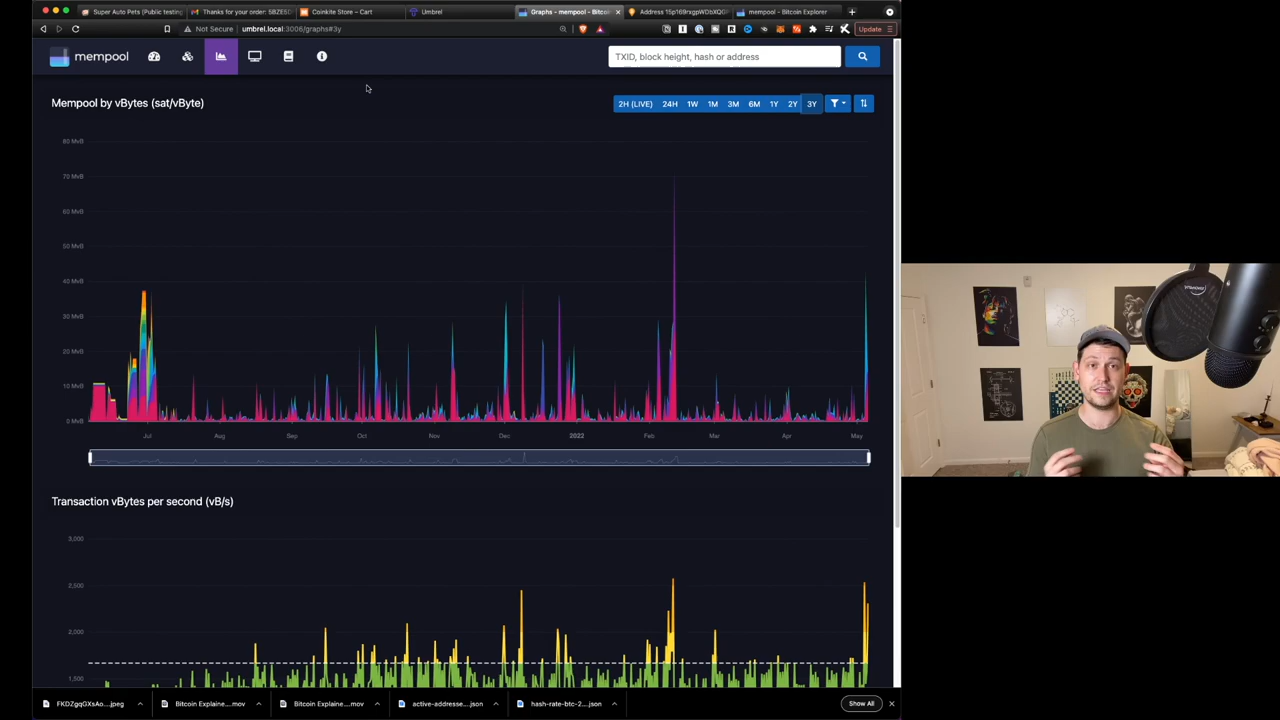 Super Auto Pets (Public testing
Thanks for your order: 5BZE5D
Coinkite Store – Cart
Umbrel
Graphs - mempool - Bitcoin
Address 15p169rxgpWDbXQGH
mempool - Bitcoin Explorer
Not Secure
umbrel.local:3006/graphs#3y
Update
mempool
TXID, block height, hash or address
Mempool by vBytes (sat/vByte)
2H (LIVE) 24H 1W 1M 3M 6M 1Y 2Y 3Y
80 MvB
70 MvB
60 MvB
50 MvB
40 MvB
30 MvB
20 MvB
10 MvB
0 MvB
Jul Aug Sep Oct Nov Dec 2022 Feb Mar Apr May
Transaction vBytes per second (vB/s)
3,000
2,500
2,000
1,500
FKDZgqGXsAo....jpeg
Bitcoin Explaine....mov
Bitcoin Explaine....mov
active-addresse....json
hash-rate-btc-2....json
Show All